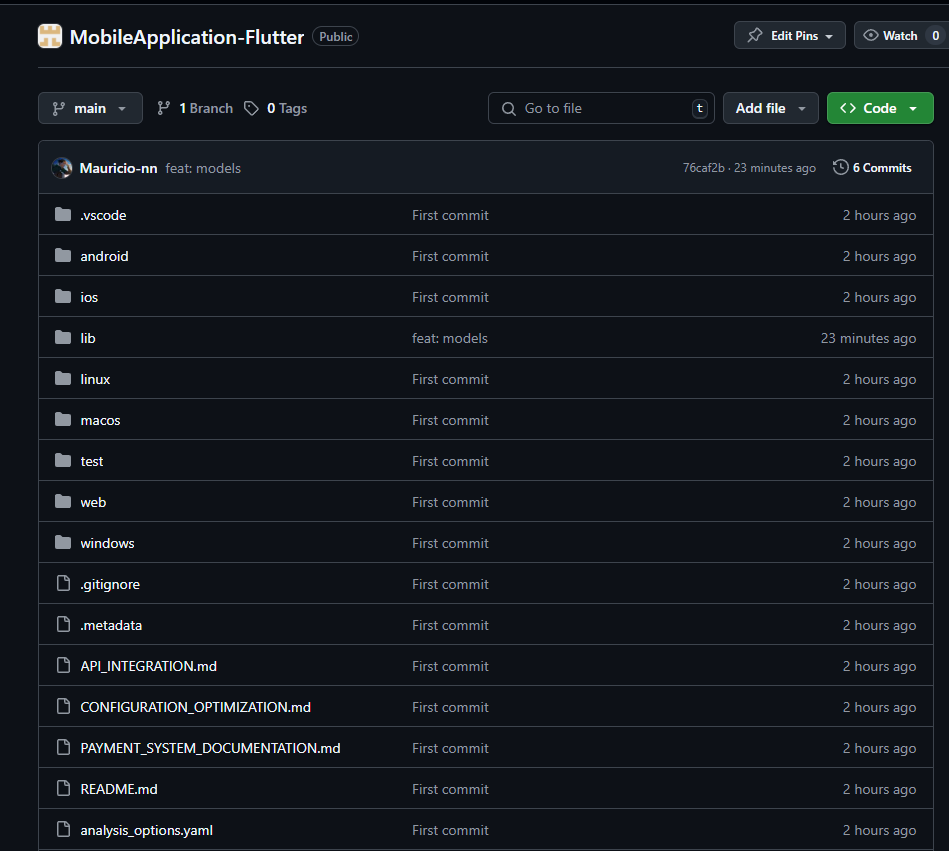 MobileApplication-Flutter Public Edit Pins Watch 0
main 1 Branch 0 Tags Go to file t Add file Code
Mauricio-nn feat: models 76caf2b · 23 minutes ago 6 Commits
.vscode First commit 2 hours ago
android First commit 2 hours ago
ios First commit 2 hours ago
lib feat: models 23 minutes ago
linux First commit 2 hours ago
macos First commit 2 hours ago
test First commit 2 hours ago
web First commit 2 hours ago
windows First commit 2 hours ago
.gitignore First commit 2 hours ago
.metadata First commit 2 hours ago
API_INTEGRATION.md First commit 2 hours ago
CONFIGURATION_OPTIMIZATION.md First commit 2 hours ago
PAYMENT_SYSTEM_DOCUMENTATION.md First commit 2 hours ago
README.md First commit 2 hours ago
analysis_options.yaml First commit 2 hours ago